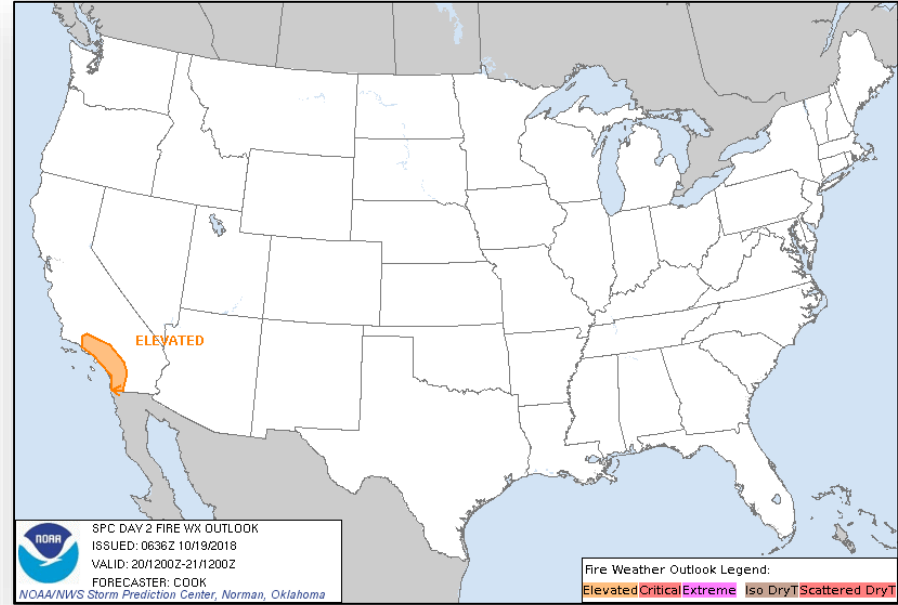 ELEVATED
NOAA
SPC DAY 2 FIRE WX OUTLOOK
ISSUED: 0636Z 10/19/2018
VALID: 20/1200Z-21/1200Z
FORECASTER: COOK
NOAA/NWS Storm Prediction Center, Norman, Oklahoma
Fire Weather Outlook Legend:
Elevated Critical Extreme Iso DryT Scattered DryT